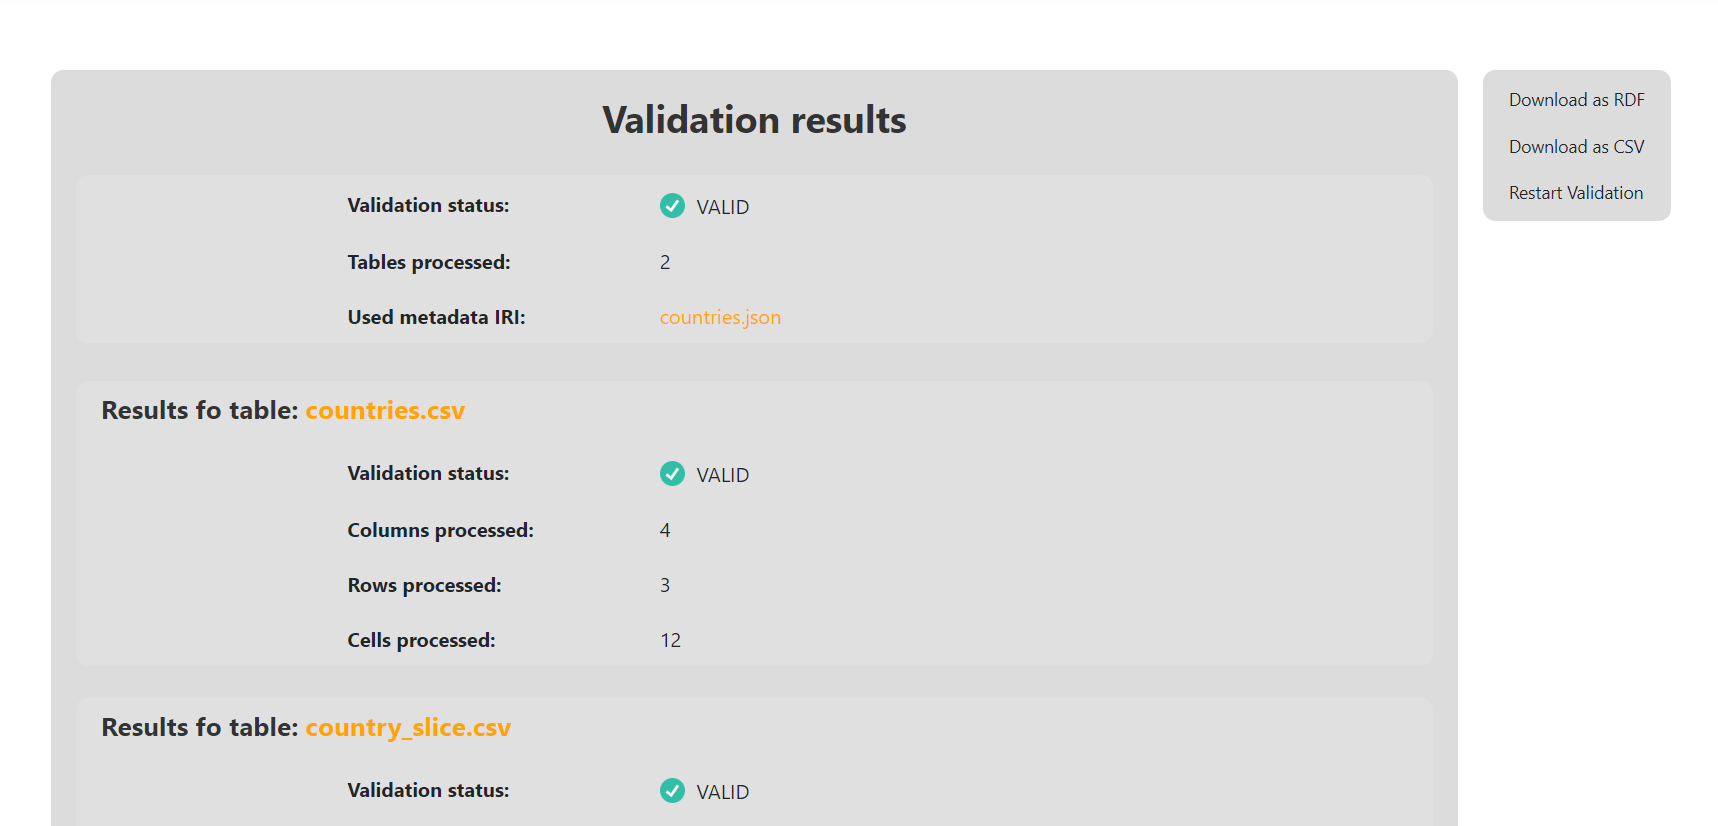 Validation results
Validation status: VALID
Tables processed: 2
Used metadata IRI: countries.json
Results fo table: countries.csv
Validation status: VALID
Columns processed: 4
Rows processed: 3
Cells processed: 12
Results fo table: country_slice.csv
Validation status: VALID
Download as RDF
Download as CSV
Restart Validation